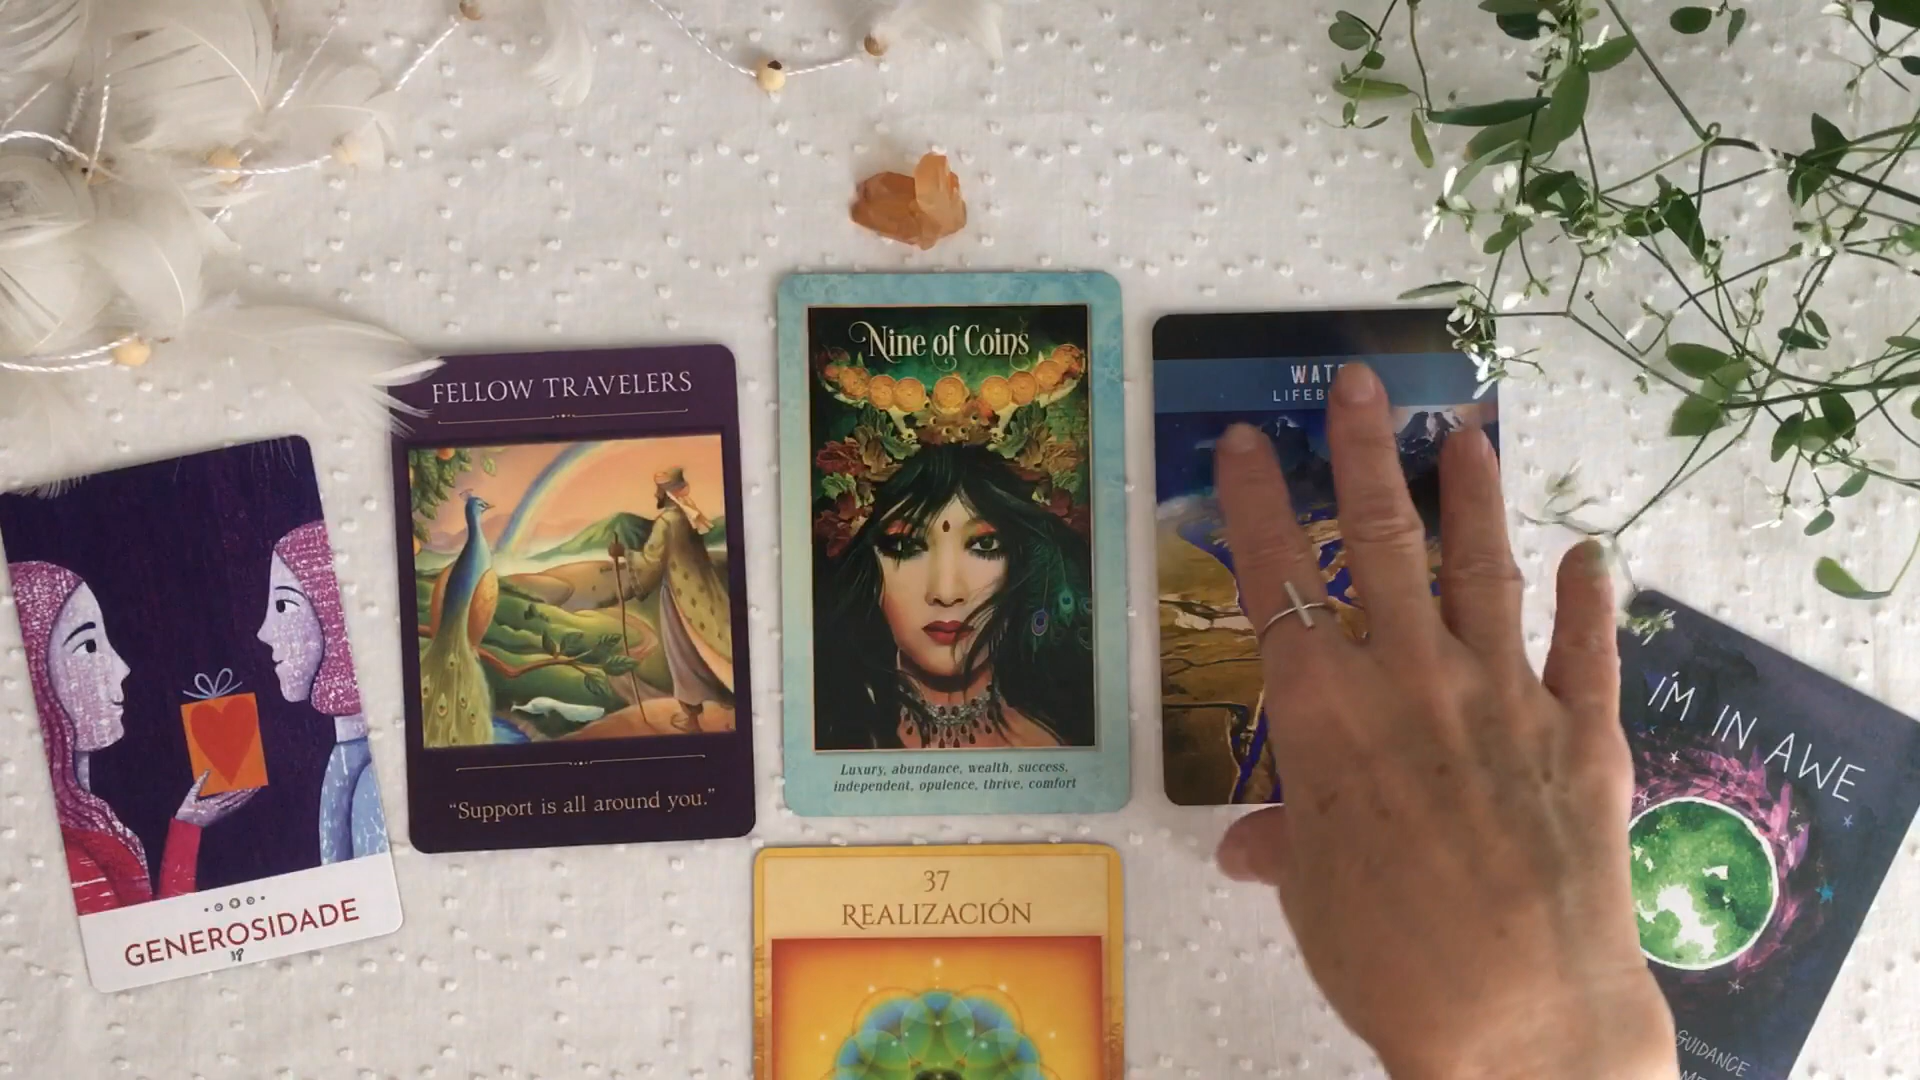 GENEROSIDADE
FELLOW TRAVELERS
“Support is all around you.”
Nine of Coins
Luxury, abundance, wealth, success,
independent, opulence, thrive, comfort
37
REALIZACIÓN
I'M IN AWE
GUIDANCE